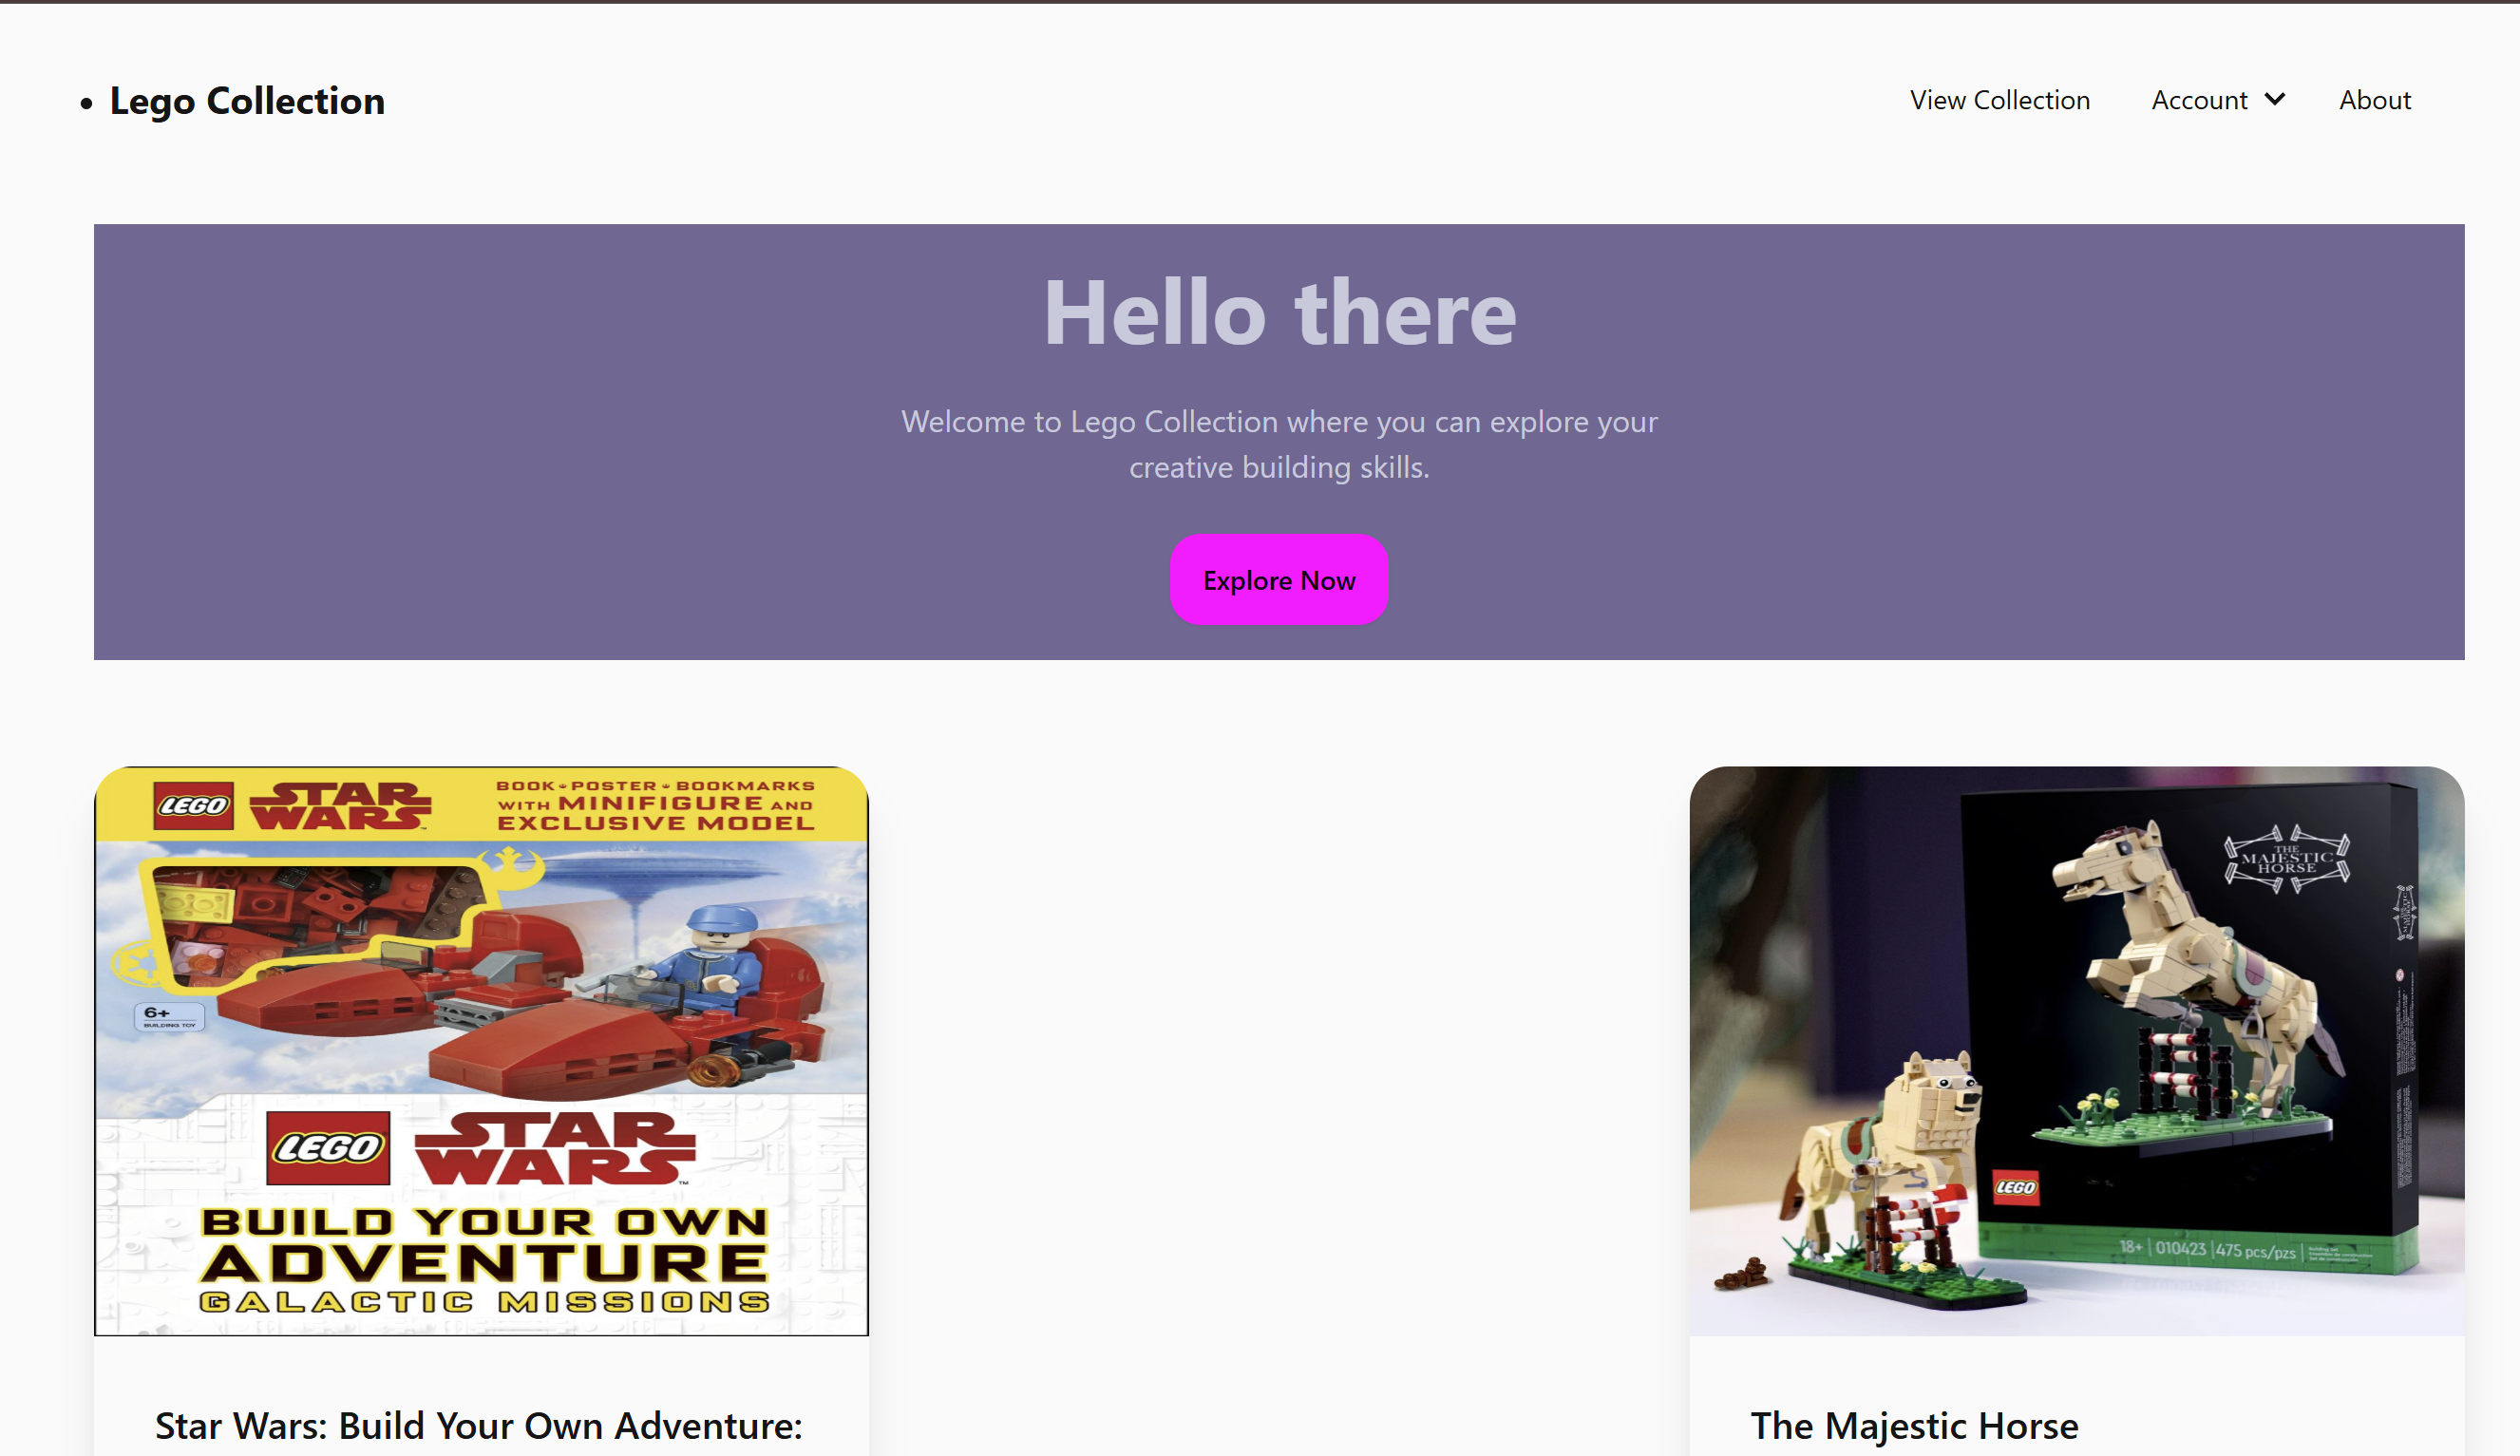 Lego Collection
View Collection
Account
About
Hello there
Welcome to Lego Collection where you can explore your
creative building skills.
Explore Now
LEGO STAR WARS
BOOK • POSTER • BOOKMARKS
WITH MINIFIGURE AND
EXCLUSIVE MODEL
6+
BUILDING TOY
LEGO STAR WARS
BUILD YOUR OWN
ADVENTURE
GALACTIC MISSIONS
THE
MAJESTIC
HORSE
LEGO
18+ 010423 475 pcs/pzs
Star Wars: Build Your Own Adventure:
The Majestic Horse